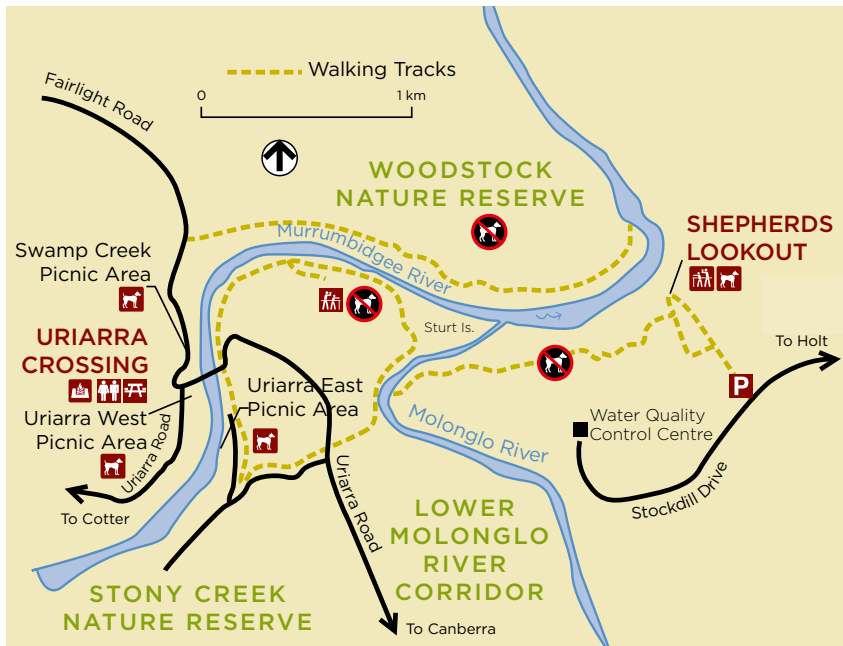 Walking Tracks
0
1 km
Fairlight Road
WOODSTOCK
NATURE RESERVE
Murrumbidgee River
SHEPHERDS
LOOKOUT
Swamp Creek
Picnic Area
Sturt Is.
To Holt
URIARRA
CROSSING
Uriarra East
Picnic Area
P
Uriarra West
Picnic Area
Uriarra Road
Molonglo River
Water Quality
Control Centre
Uriarra Road
Stockdill Drive
To Cotter
LOWER
MOLONGLO
RIVER
CORRIDOR
STONY CREEK
NATURE RESERVE
To Canberra